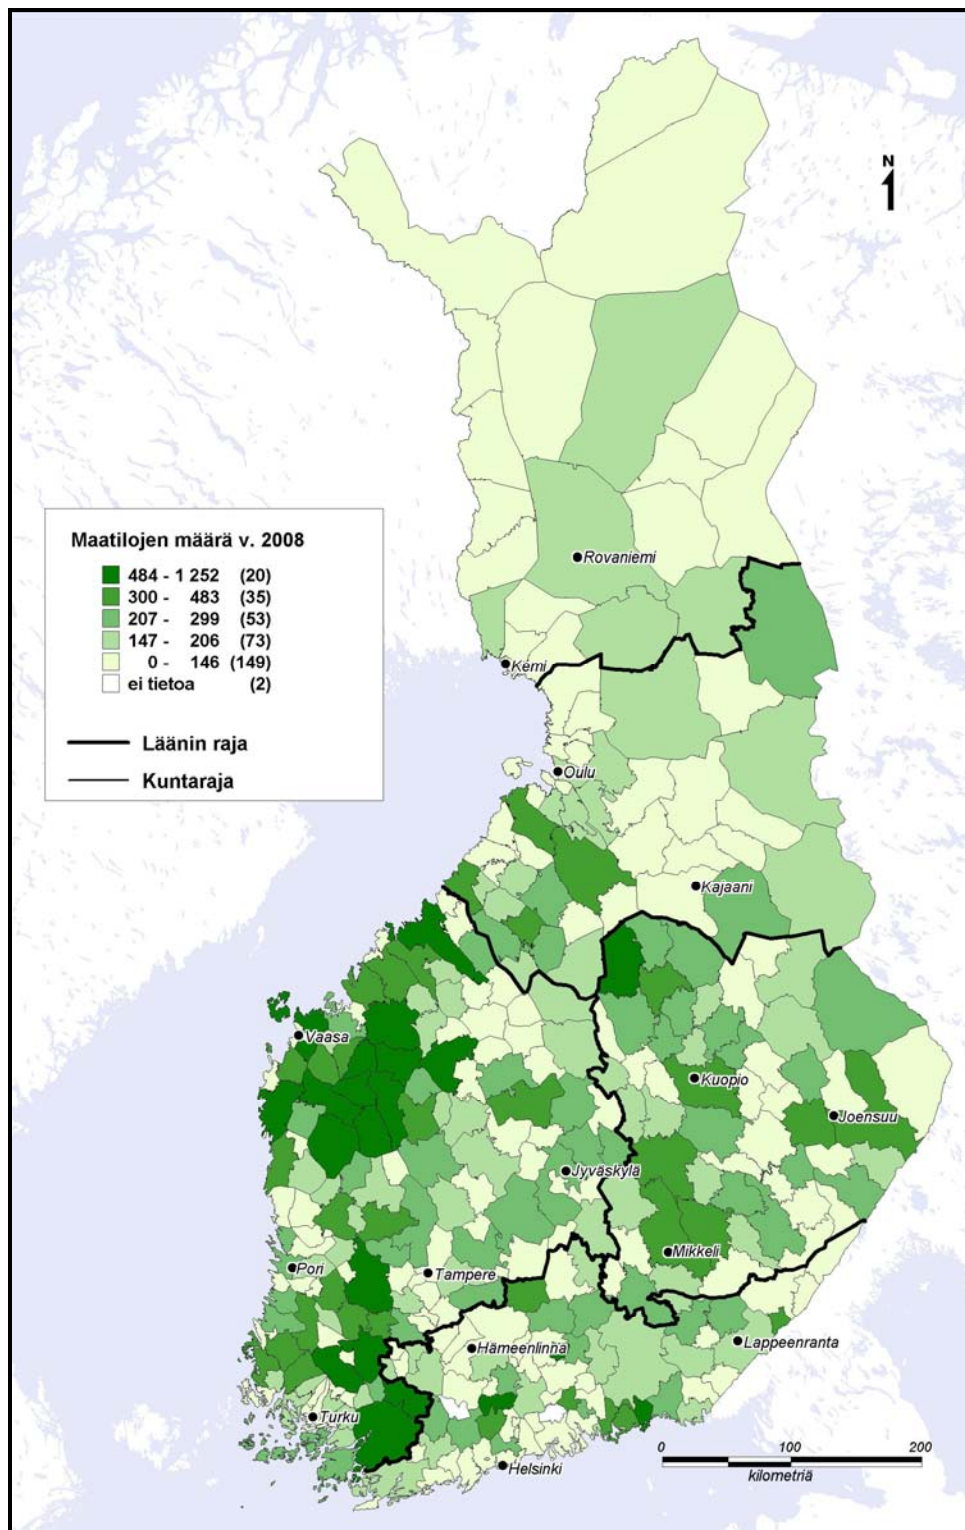 N
Maatilojen määrä v. 2008
484 - 1 252 (20)
300 - 483 (35)
207 - 299 (53)
147 - 206 (73)
0 - 146 (149)
ei tietoa (2)
Läänin raja
Kuntaraja
Rovaniemi
Kemi
Oulu
Kajaani
Vaasa
Kuopio
Joensuu
Jyväskylä
Mikkeli
Pori
Tampere
Lappeenranta
Hämeenlinna
Turku
Helsinki
0 100 200
kilometriä